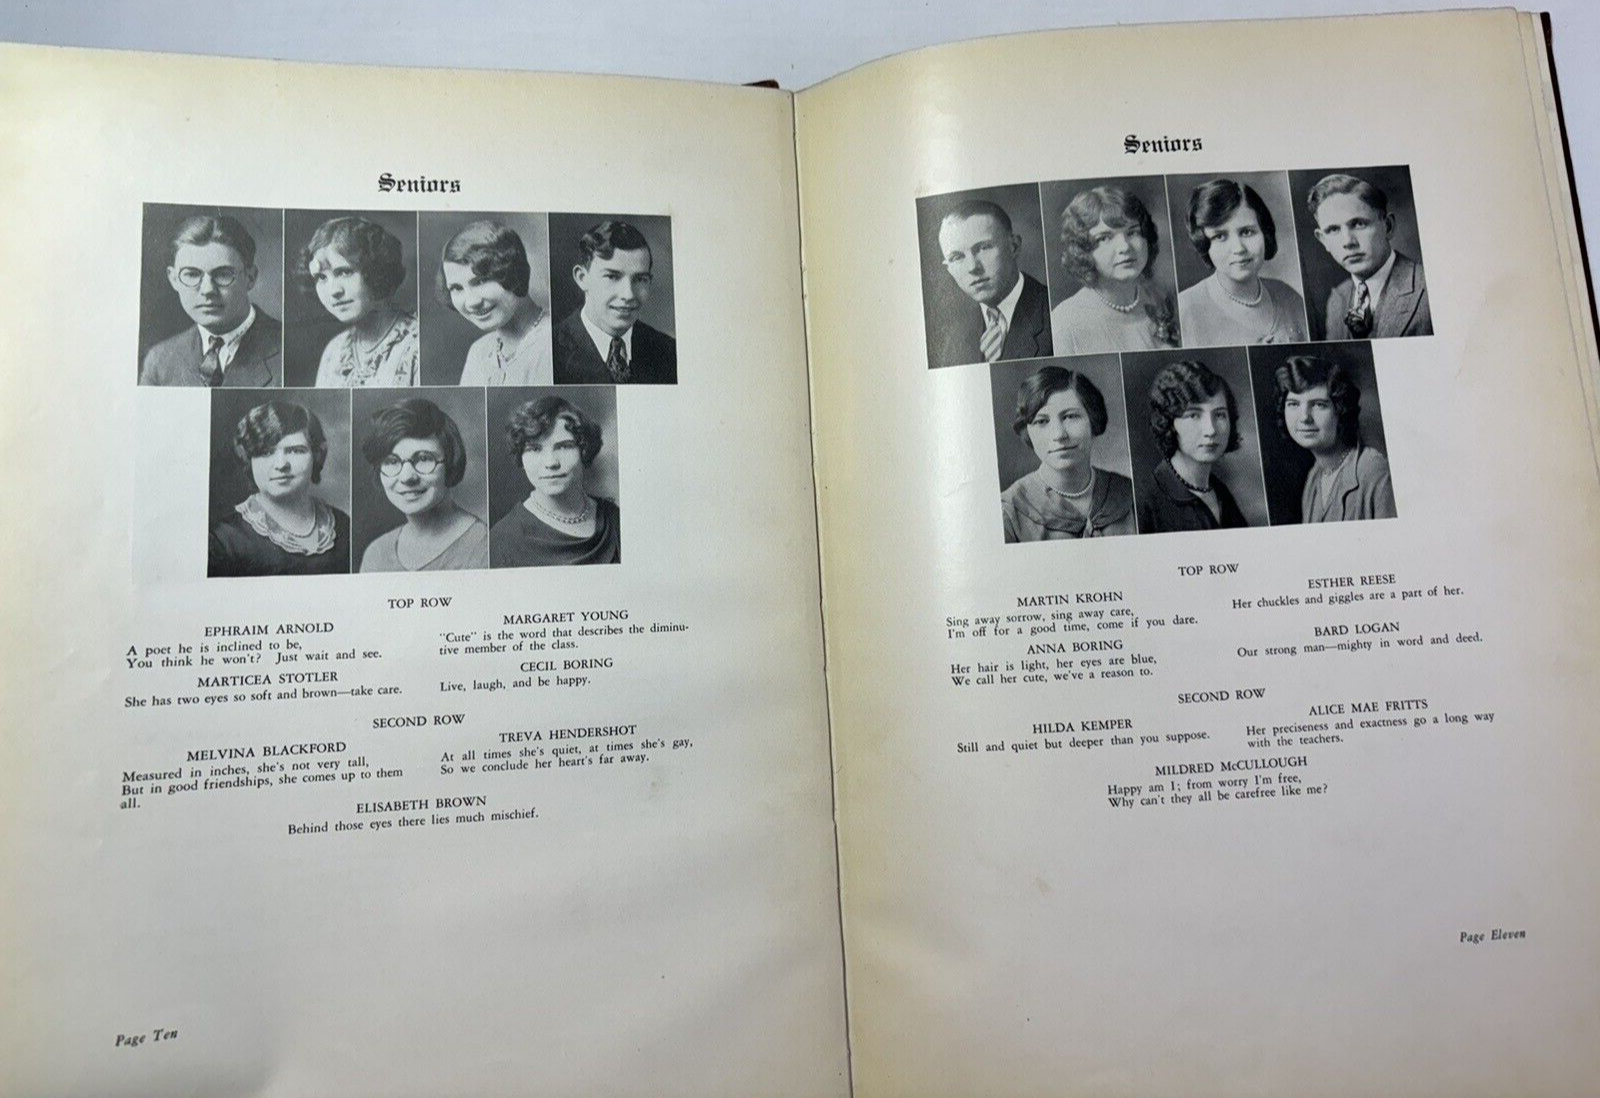 Seniors
TOP ROW
EPHRAIM ARNOLD
A poet he is inclined to be,
You think he won't? Just wait and see.
MARTICEA STOTLER
She has two eyes so soft and brown—take care.
MARGARET YOUNG
"Cute" is the word that describes the diminu-
tive member of the class.
CECIL BORING
Live, laugh, and be happy.
SECOND ROW
MELVINA BLACKFORD
Measured in inches, she's not very tall,
But in good friendships, she comes up to them
all.
TREVA HENDERSHOT
At all times she's quiet, at times she's gay,
So we conclude her heart's far away.
ELISABETH BROWN
Behind those eyes there lies much mischief.
Page Ten
Seniors
TOP ROW
MARTIN KROHN
Sing away sorrow, sing away care,
I'm off for a good time, come if you dare.
ANNA BORING
Her hair is light, her eyes are blue,
We call her cute, we've a reason to.
ESTHER REESE
Her chuckles and giggles are a part of her.
BARD LOGAN
Our strong man—mighty in word and deed.
SECOND ROW
HILDA KEMPER
Still and quiet but deeper than you suppose.
ALICE MAE FRITTS
Her preciseness and exactness go a long way
with the teachers.
MILDRED McCULLOUGH
Happy am I; from worry I'm free,
Why can't they all be carefree like me?
Page Eleven